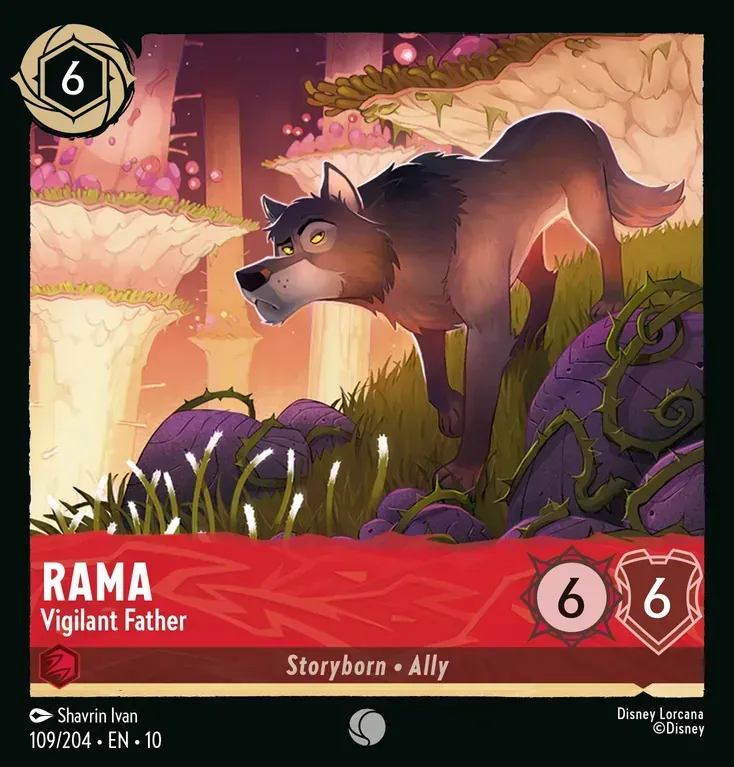 6
RAMA
Vigilant Father
6 6
Storyborn • Ally
Shavrin Ivan
109/204 • EN • 10
Disney Lorcana
©Disney